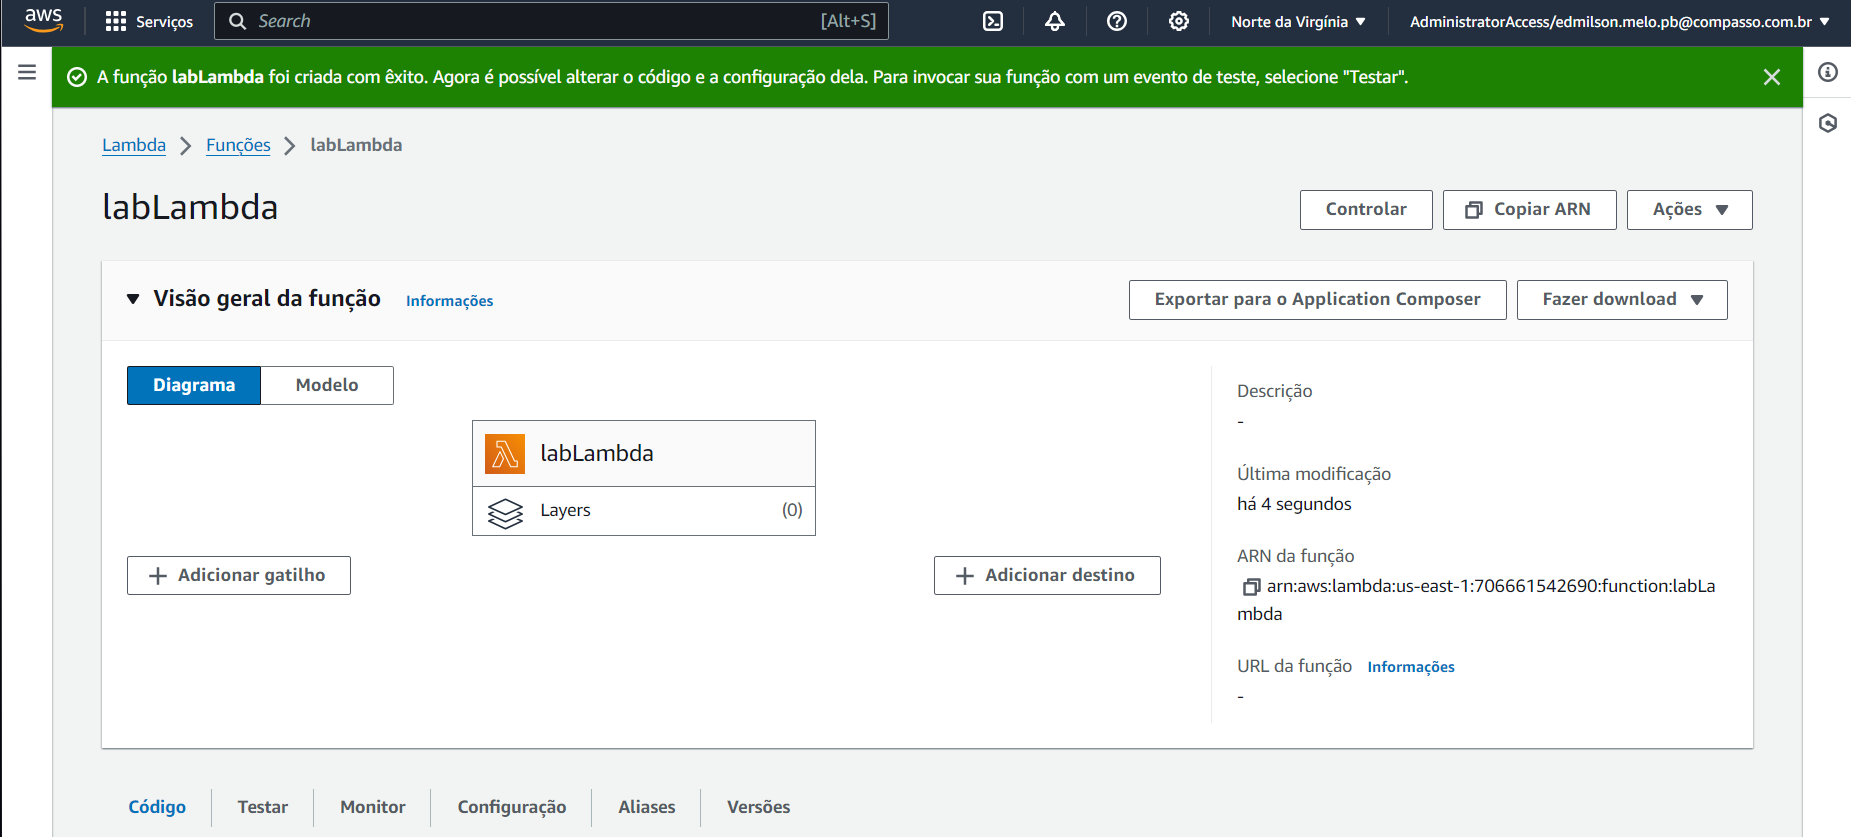 aws Serviços Search [Alt+S] Norte da Virgínia AdministratorAccess/edmilson.melo.pb@compasso.com.br
A função labLambda foi criada com êxito. Agora é possível alterar o código e a configuração dela. Para invocar sua função com um evento de teste, selecione "Testar".
Lambda Funções labLambda
labLambda Controlar Copiar ARN Ações
Visão geral da função Informações Exportar para o Application Composer Fazer download
Diagrama Modelo
labLambda
Layers (0)
Adicionar gatilho Adicionar destino
Descrição
-
Última modificação
há 4 segundos
ARN da função
arn:aws:lambda:us-east-1:706661542690:function:labLa
mbda
URL da função Informações
-
Código Testar Monitor Configuração Aliases Versões